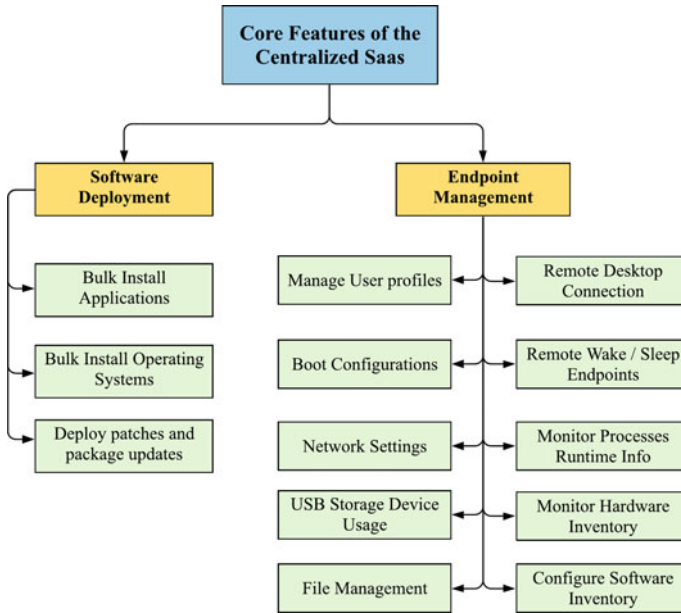 Core Features of the
Centralized Saas
Software
Deployment
Endpoint
Management
Bulk Install
Applications
Bulk Install Operating
Systems
Deploy patches and
package updates
Manage User profiles
Remote Desktop
Connection
Boot Configurations
Remote Wake / Sleep
Endpoints
Network Settings
Monitor Processes
Runtime Info
USB Storage Device
Usage
Monitor Hardware
Inventory
File Management
Configure Software
Inventory